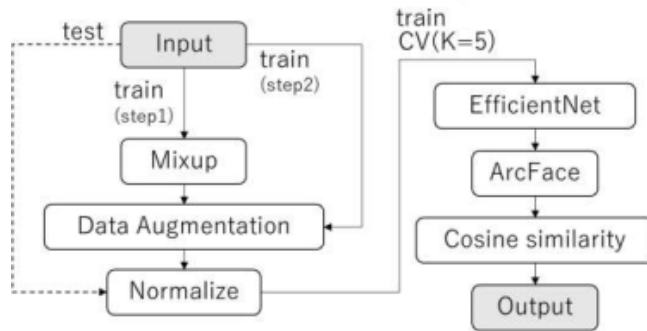 test
Input
train
(step1)
train
(step2)
Mixup
Data Augmentation
Normalize
train
CV(K=5)
EfficientNet
ArcFace
Cosine similarity
Output